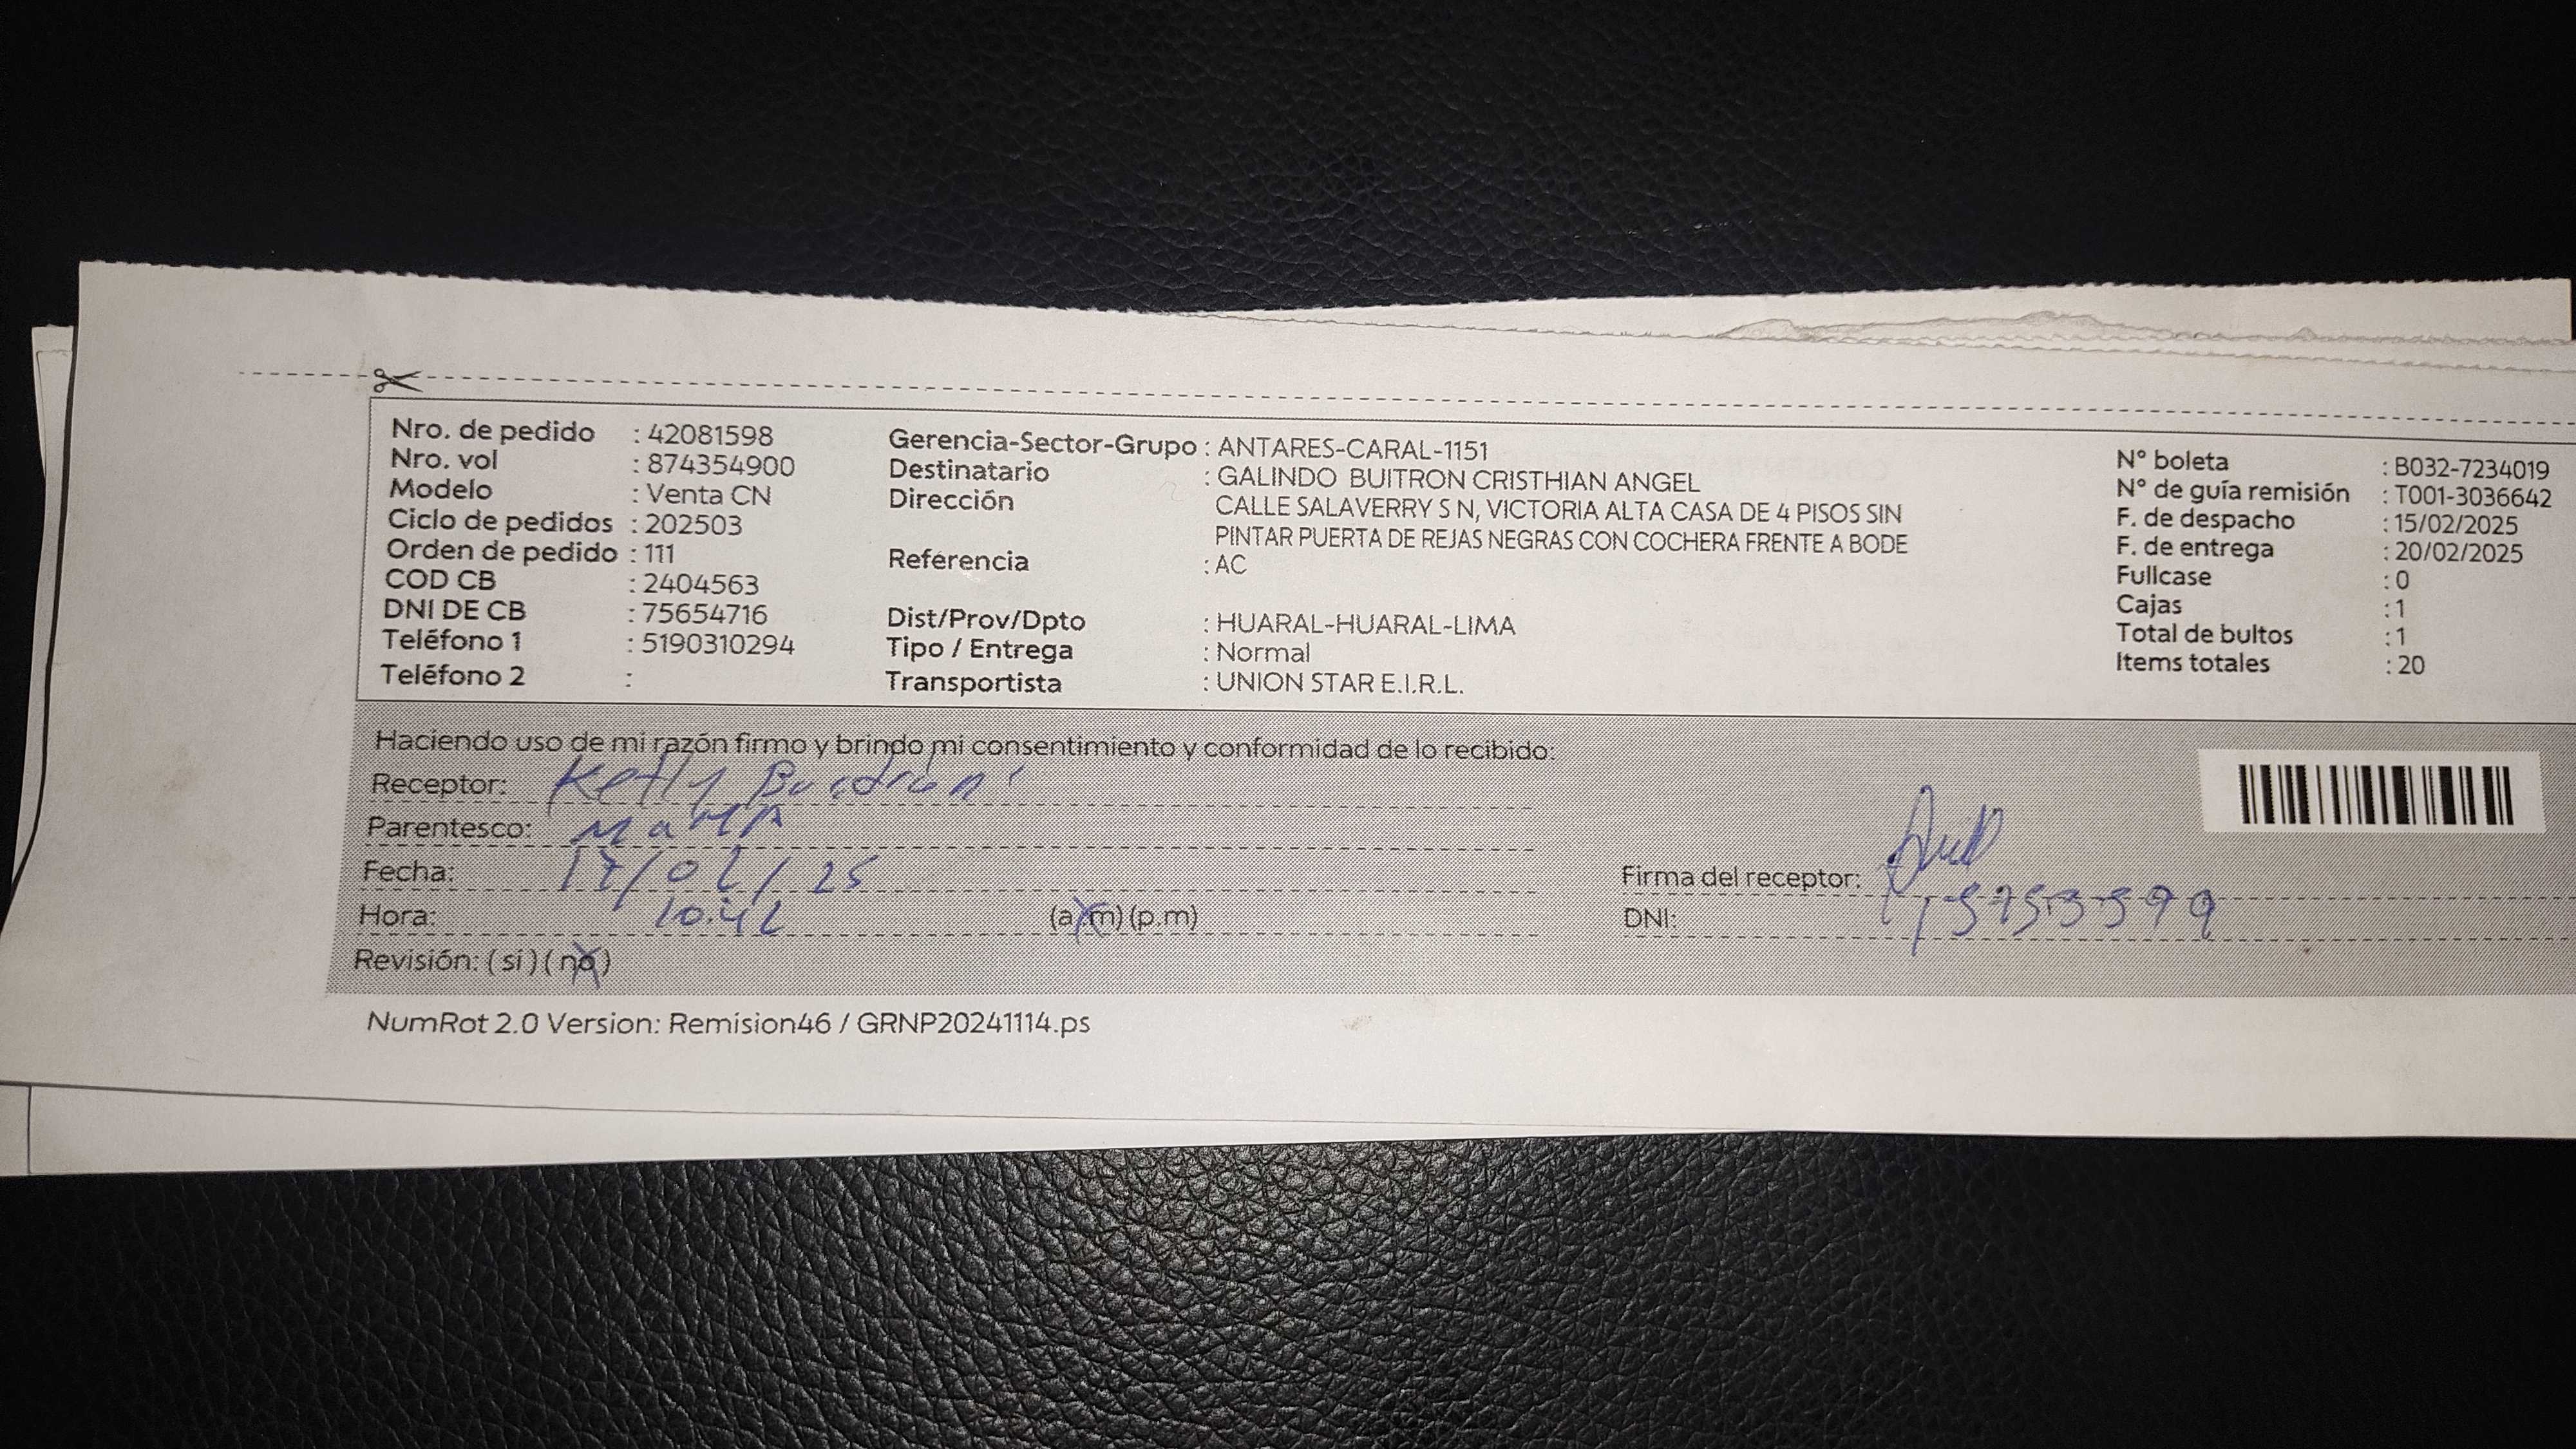 Nro. de pedido : 42081598
Nro. vol : 874354900
Modelo : Venta CN
Ciclo de pedidos : 202503
Orden de pedido : 111
COD CB : 2404563
DNI DE CB : 75654716
Teléfono 1 : 5190310294
Teléfono 2 :
Gerencia-Sector-Grupo : ANTARES-CARAL-1151
Destinatario : GALINDO BUITRON CRISTHIAN ANGEL
Dirección CALLE SALAVERRY S N, VICTORIA ALTA CASA DE 4 PISOS SIN
PINTAR PUERTA DE REJAS NEGRAS CON COCHERA FRENTE A BODE
Referencia : AC
Dist/Prov/Dpto : HUARAL-HUARAL-LIMA
Tipo / Entrega : Normal
Transportista : UNION STAR E.I.R.L.
N° boleta : B032-7234019
N° de guía remisión : T001-3036642
F. de despacho : 15/02/2025
F. de entrega : 20/02/2025
Fullcase : 0
Cajas : 1
Total de bultos : 1
Items totales : 20
Haciendo uso de mi razón firmo y brindo mi consentimiento y conformidad de lo recibido:
Receptor: Kelly
Parentesco: MaMA
Fecha: 17/02/25
Hora: 10:42 (a.m) (p.m)
Revisión: ( si ) ( no )
Firma del receptor:
DNI:
NumRot 2.0 Version: Remision46 / GRNP20241114.ps